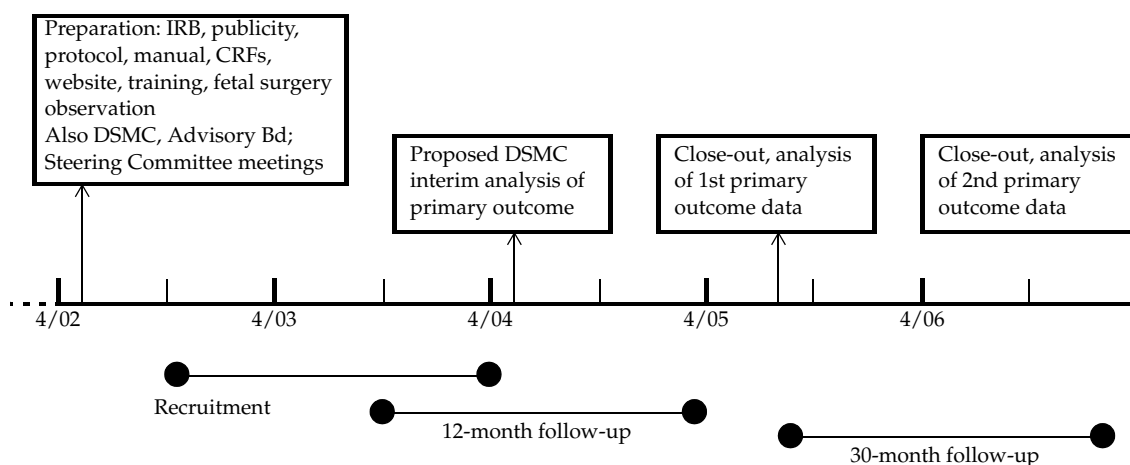 Preparation: IRB, publicity,
protocol, manual, CRFs,
website, training, fetal surgery
observation
Also DSMC, Advisory Bd;
Steering Committee meetings
Proposed DSMC
interim analysis of
primary outcome
Close-out, analysis
of 1st primary
outcome data
Close-out, analysis
of 2nd primary
outcome data
4/02
4/03
4/04
4/05
4/06
Recruitment
12-month follow-up
30-month follow-up